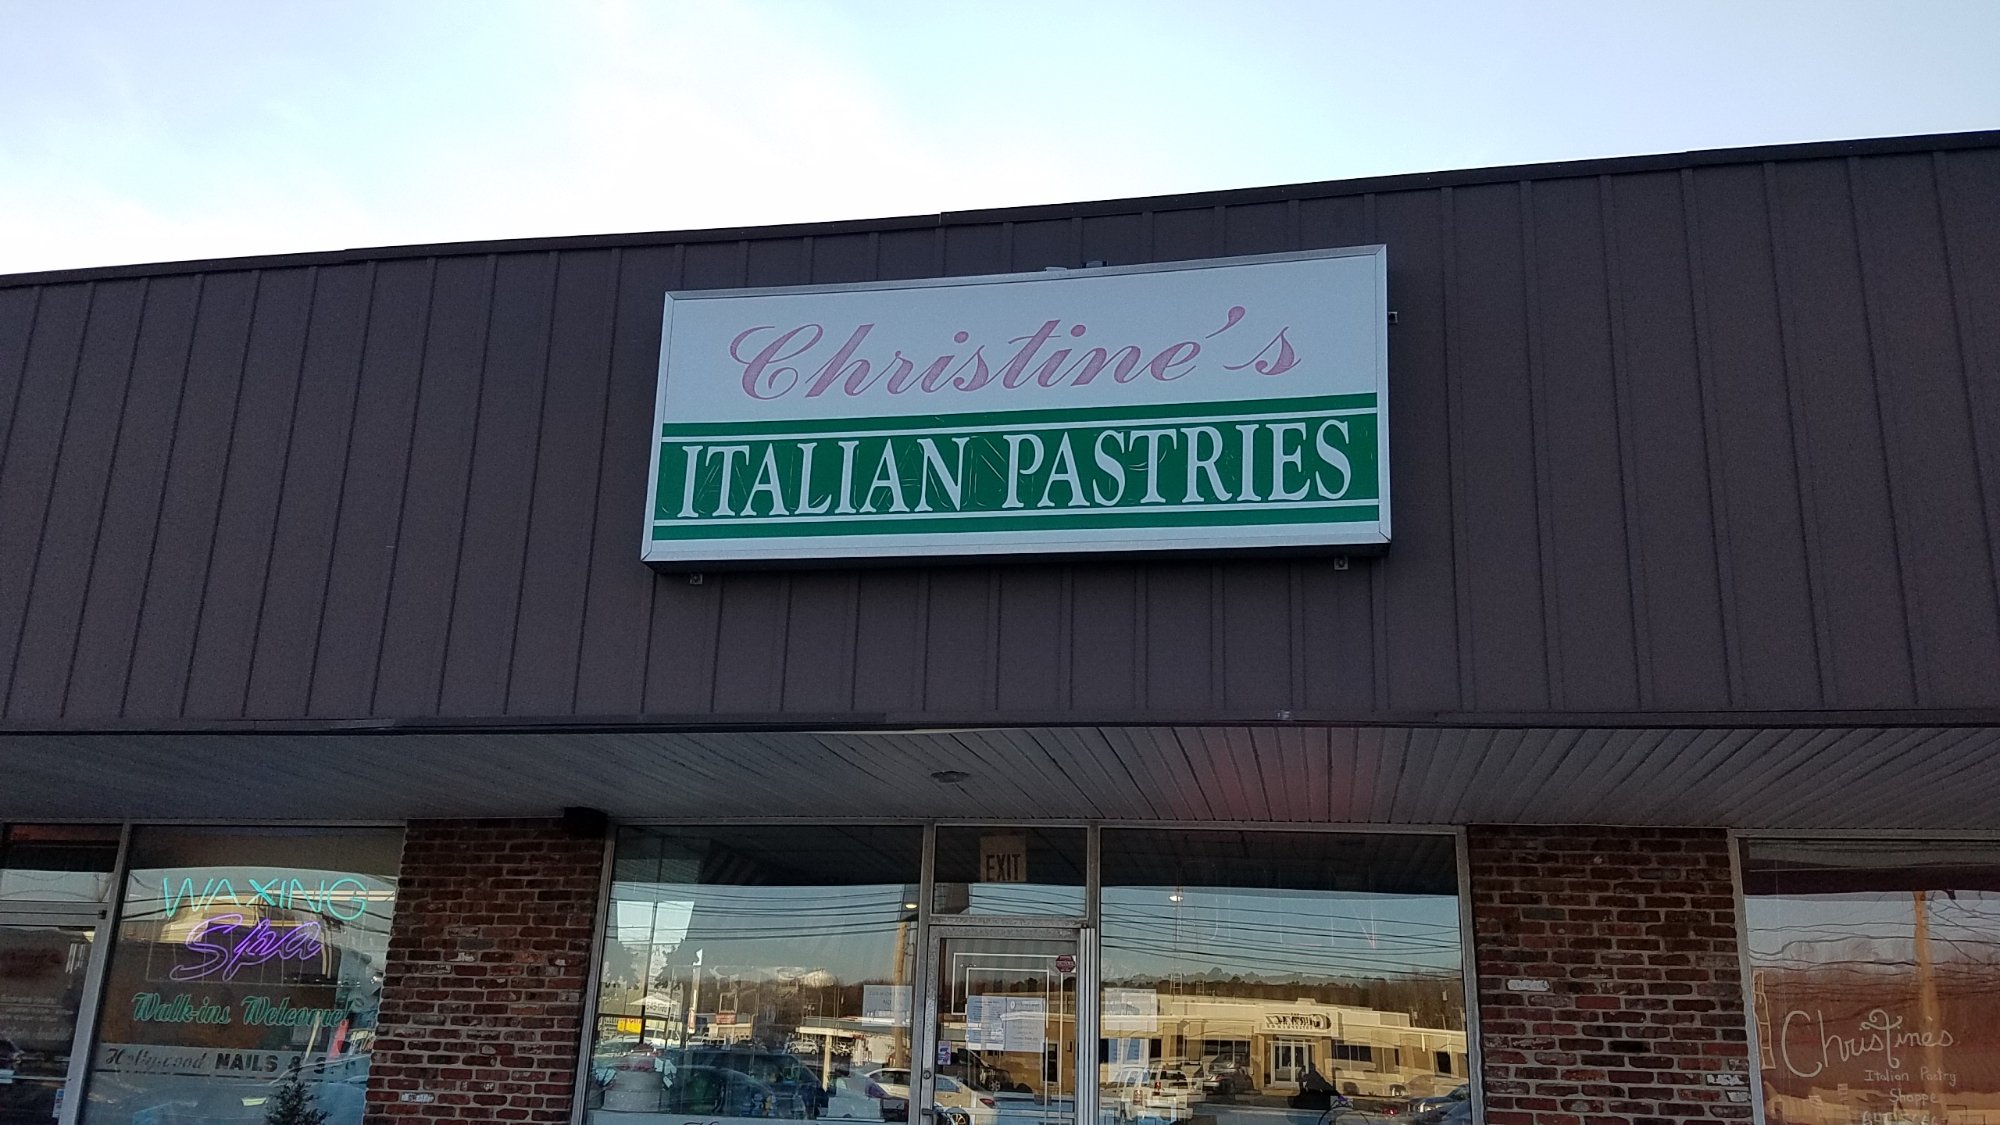 Christine's
ITALIAN PASTRIES
EXIT
WAXING
Spa
Walk-ins Welcome
Hollywood NAILS &
Christine's
Italian Pastry
Shoppe